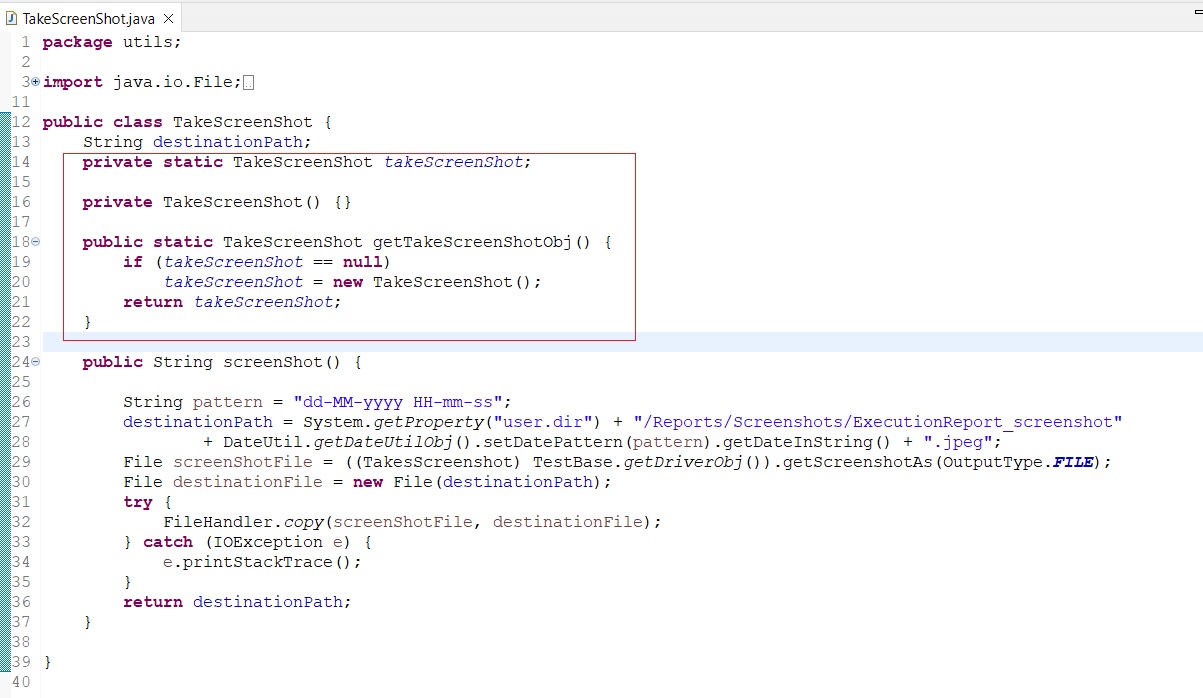 TakeScreenShot.java
1 package utils;
2
3 import java.io.File;
11
12 public class TakeScreenShot {
13     String destinationPath;
14     private static TakeScreenShot takeScreenShot;
15
16     private TakeScreenShot() {}
17
18     public static TakeScreenShot getTakeScreenShotObj() {
19         if (takeScreenShot == null)
20             takeScreenShot = new TakeScreenShot();
21         return takeScreenShot;
22     }
23
24     public String screenShot() {
25
26         String pattern = "dd-MM-yyyy HH-mm-ss";
27         destinationPath = System.getProperty("user.dir") + "/Reports/Screenshots/ExecutionReport_screenshot"
28                 + DateUtil.getDateUtilObj().setDatePattern(pattern).getDateInString() + ".jpeg";
29         File screenShotFile = ((TakesScreenshot) TestBase.getDriverObj()).getScreenshotAs(OutputType.FILE);
30         File destinationFile = new File(destinationPath);
31         try {
32             FileHandler.copy(screenShotFile, destinationFile);
33         } catch (IOException e) {
34             e.printStackTrace();
35         }
36         return destinationPath;
37     }
38
39 }
40